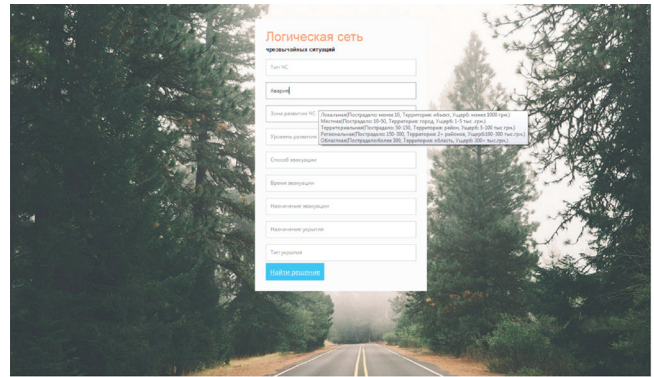 Логическая сеть
чрезвычайных ситуаций
Тип ЧС
Авария
Зона развития ЧС
Локальная(Пострадало: менее 10, Территория: объект, Ущерб: менее 1000 грн.)
Местная(Пострадало: 10-50, Территория: город, Ущерб: 1-5 тыс. грн.)
Территориальная(Пострадало: 50-150, Территория: район, Ущерб: 5-100 тыс грн.)
Региональная(Пострадало: 150-300, Территория: 2+ районов, Ущерб:100-300 тыс.грн.)
Областная(Пострадало:более 300, Территория: область, Ущерб: 300+ тыс.грн.)
Уровень развития
Способ эвакуации
Время эвакуации
Назначение эвакуации
Назначение укрытия
Тип укрытия
Найти решение